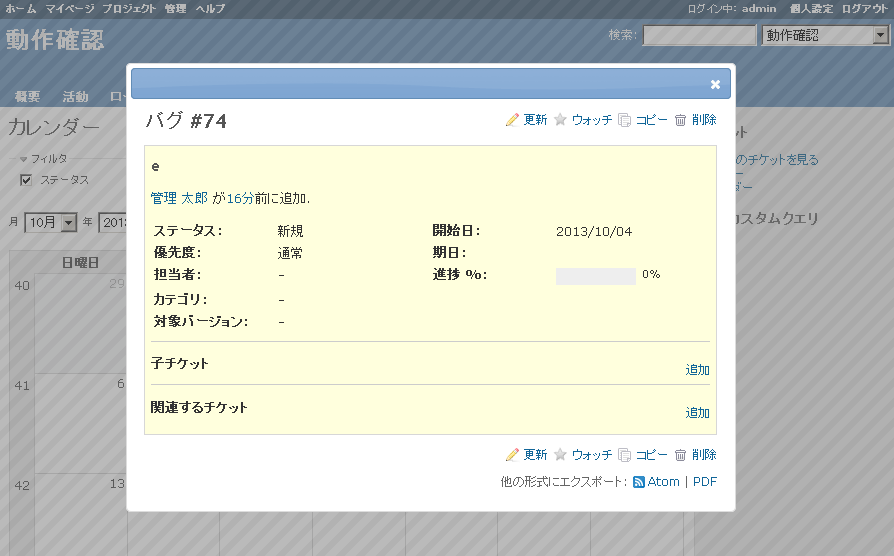 ホーム マイページ プロジェクト 管理 ヘルプ
ログイン中: admin 個人設定 ログアウト
動作確認
検索:
動作確認
概要 活動 ロ
カレンダー
フィルタ
ステータス
月 10月 年 201
日曜日
40 29
41 6
42 13
バグ #74
更新 ウォッチ コピー 削除
e
管理 太郎 が16分前に追加.
ステータス: 新規 開始日: 2013/10/04
優先度: 通常 期日:
担当者: - 進捗 %: 0%
カテゴリ: -
対象バージョン: -
子チケット 追加
関連するチケット 追加
更新 ウォッチ コピー 削除
他の形式にエクスポート: Atom | PDF
ット
のチケットを見る
ダー
カスタムクエリ